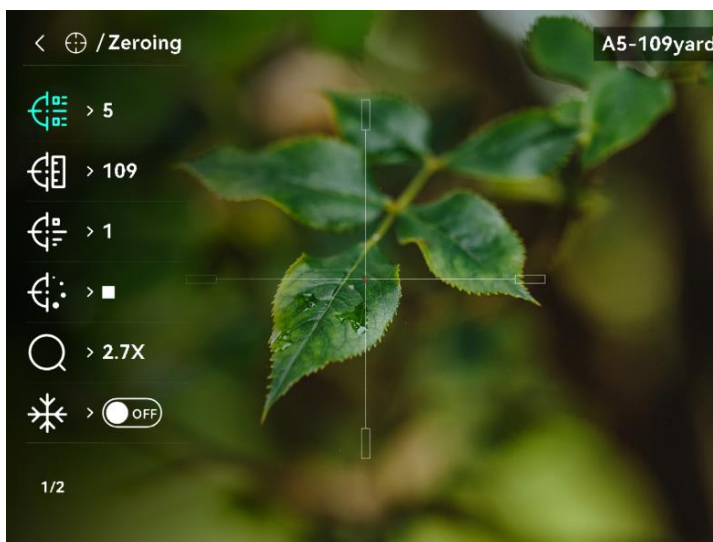 < / Zeroing
A5-109yard
> 5
> 109
> 1
>
> 2.7X
> OFF
1/2